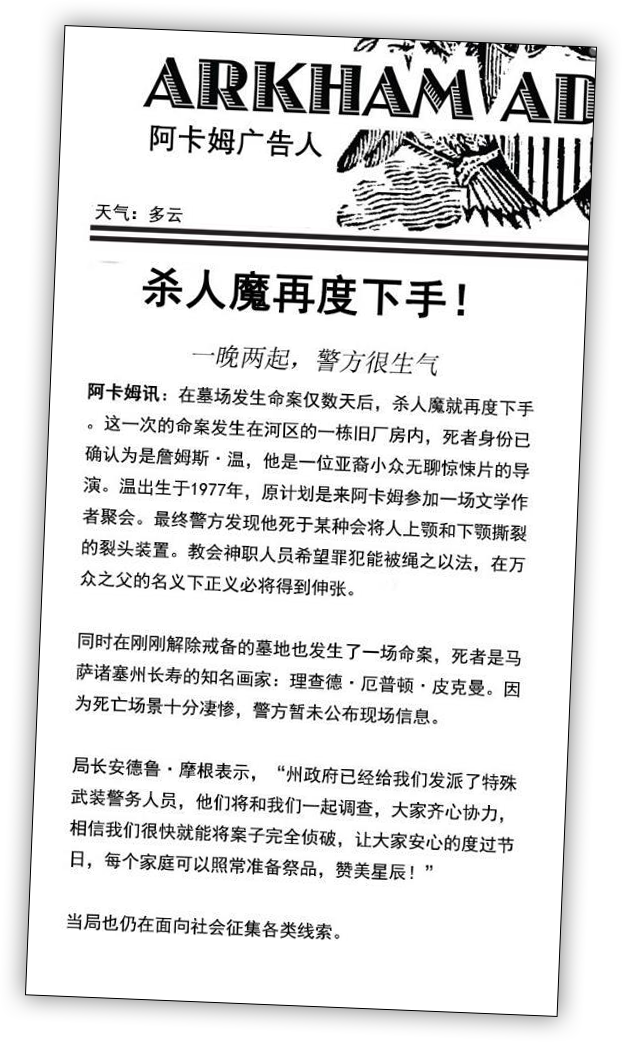 ARKHAM AD
阿卡姆广告人
天气：多云
杀人魔再度下手！
一晚两起，警方很生气
阿卡姆讯：在墓场发生命案仅数天后，杀人魔就再度下手
。这一次的命案发生在河区的一栋旧厂房内，死者身份已
确认为是詹姆斯·温，他是一位亚裔小众无聊惊悚片的导
演。温出生于1977年，原计划是来阿卡姆参加一场文学作
者聚会。最终警方发现他死于某种会将人上颚和下颚撕裂
的裂头装置。教会神职人员希望罪犯能被绳之以法，在万
众之父的名义下正义必将得到伸张。
同时在刚刚解除戒备的墓地也发生了一场命案，死者是马
萨诸塞州长寿的知名画家：理查德·厄普顿·皮克曼。因
为死亡场景十分凄惨，警方暂未公布现场信息。
局长安德鲁·摩根表示，“州政府已经给我们发派了特殊
武装警务人员，他们将和我们一起调查，大家齐心协力，
相信我们很快就能将案子完全侦破，让大家安心的度过节
日，每个家庭可以照常准备祭品，赞美星辰！”
当局也仍在面向社会征集各类线索。